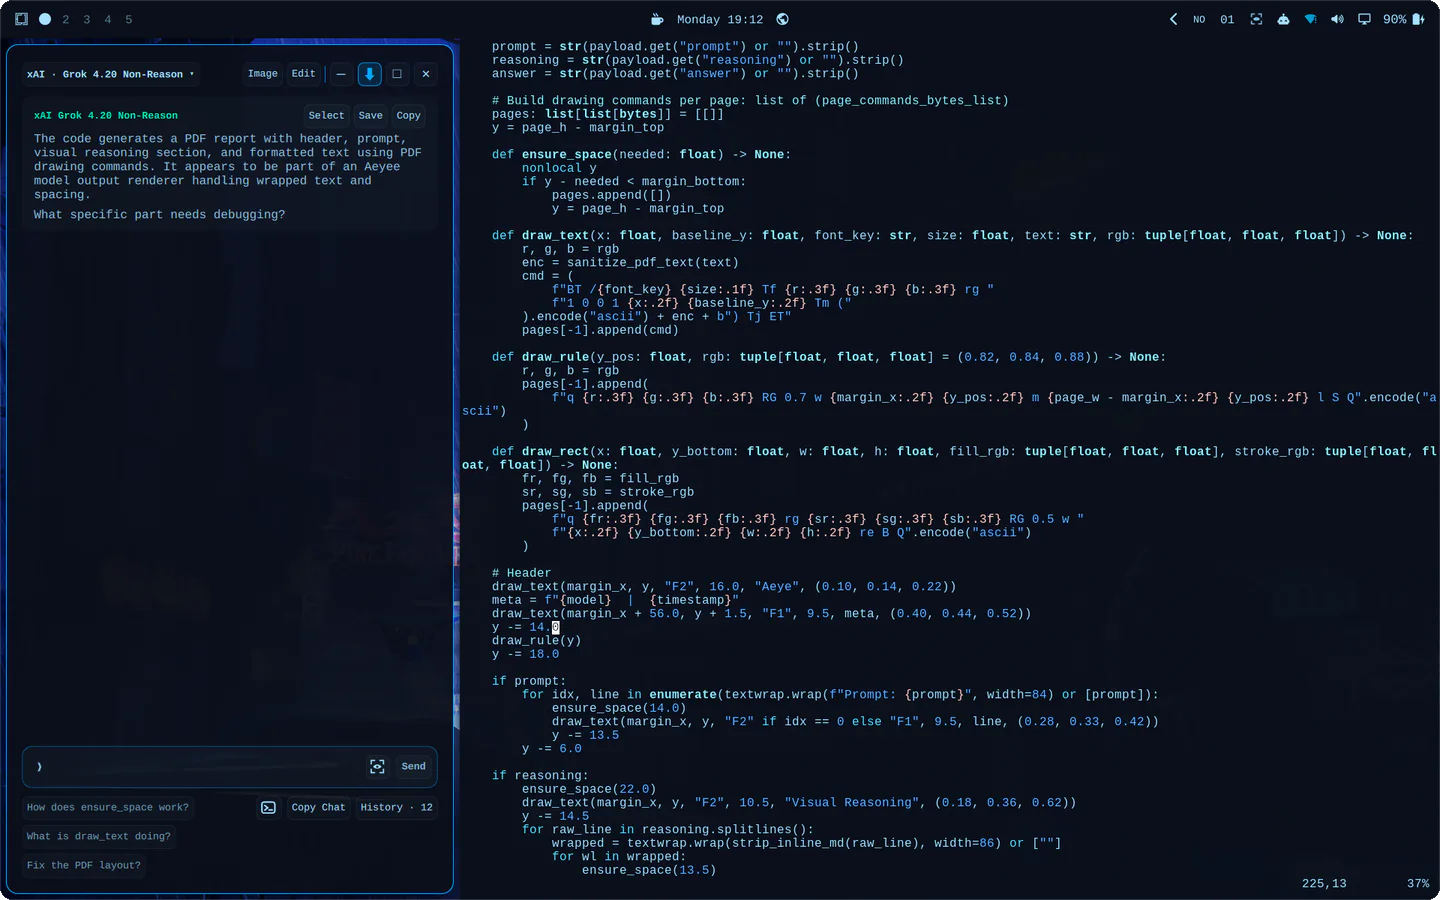 2 3 4 5
Monday 19:12
NO 01
90%
xAI · Grok 4.20 Non-Reason
Image Edit
xAI Grok 4.20 Non-Reason
Select Save Copy
The code generates a PDF report with header, prompt,
visual reasoning section, and formatted text using PDF
drawing commands. It appears to be part of an Aeyee
model output renderer handling wrapped text and
spacing.
What specific part needs debugging?
Send
How does ensure_space work?
Copy Chat
History · 12
What is draw_text doing?
Fix the PDF layout?
prompt = str(payload.get("prompt") or "").strip()
reasoning = str(payload.get("reasoning") or "").strip()
answer = str(payload.get("answer") or "").strip()
# Build drawing commands per page: list of (page_commands_bytes_list)
pages: list[list[bytes]] = [[]]
y = page_h - margin_top
def ensure_space(needed: float) -> None:
nonlocal y
if y - needed < margin_bottom:
pages.append([])
y = page_h - margin_top
def draw_text(x: float, baseline_y: float, font_key: str, size: float, text: str, rgb: tuple[float, float, float]) -> None:
r, g, b = rgb
enc = sanitize_pdf_text(text)
cmd = (
f"BT /{font_key} {size:.1f} Tf {r:.3f} {g:.3f} {b:.3f} rg "
f"1 0 0 1 {x:.2f} {baseline_y:.2f} Tm ("
).encode("ascii") + enc + b") Tj ET"
pages[-1].append(cmd)
def draw_rule(y_pos: float, rgb: tuple[float, float, float] = (0.82, 0.84, 0.88)) -> None:
r, g, b = rgb
pages[-1].append(
f"q {r:.3f} {g:.3f} {b:.3f} RG 0.7 w {margin_x:.2f} {y_pos:.2f} m {page_w - margin_x:.2f} {y_pos:.2f} l S Q".encode("a
scii")
)
def draw_rect(x: float, y_bottom: float, w: float, h: float, fill_rgb: tuple[float, float, float], stroke_rgb: tuple[float, fl
oat, float]) -> None:
fr, fg, fb = fill_rgb
sr, sg, sb = stroke_rgb
pages[-1].append(
f"q {fr:.3f} {fg:.3f} {fb:.3f} rg {sr:.3f} {sg:.3f} {sb:.3f} RG 0.5 w "
f"{x:.2f} {y_bottom:.2f} {w:.2f} {h:.2f} re B Q".encode("ascii")
)
# Header
draw_text(margin_x, y, "F2", 16.0, "Aeye", (0.10, 0.14, 0.22))
meta = f"{model}  |  {timestamp}"
draw_text(margin_x + 56.0, y + 1.5, "F1", 9.5, meta, (0.40, 0.44, 0.52))
y -= 14.0
draw_rule(y)
y -= 18.0
if prompt:
for idx, line in enumerate(textwrap.wrap(f"Prompt: {prompt}", width=84) or [prompt]):
ensure_space(14.0)
draw_text(margin_x, y, "F2" if idx == 0 else "F1", 9.5, line, (0.28, 0.33, 0.42))
y -= 13.5
y -= 6.0
if reasoning:
ensure_space(22.0)
draw_text(margin_x, y, "F2", 10.5, "Visual Reasoning", (0.18, 0.36, 0.62))
y -= 14.5
for raw_line in reasoning.splitlines():
wrapped = textwrap.wrap(strip_inline_md(raw_line), width=86) or [""]
for wl in wrapped:
ensure_space(13.5)
225,13 37%